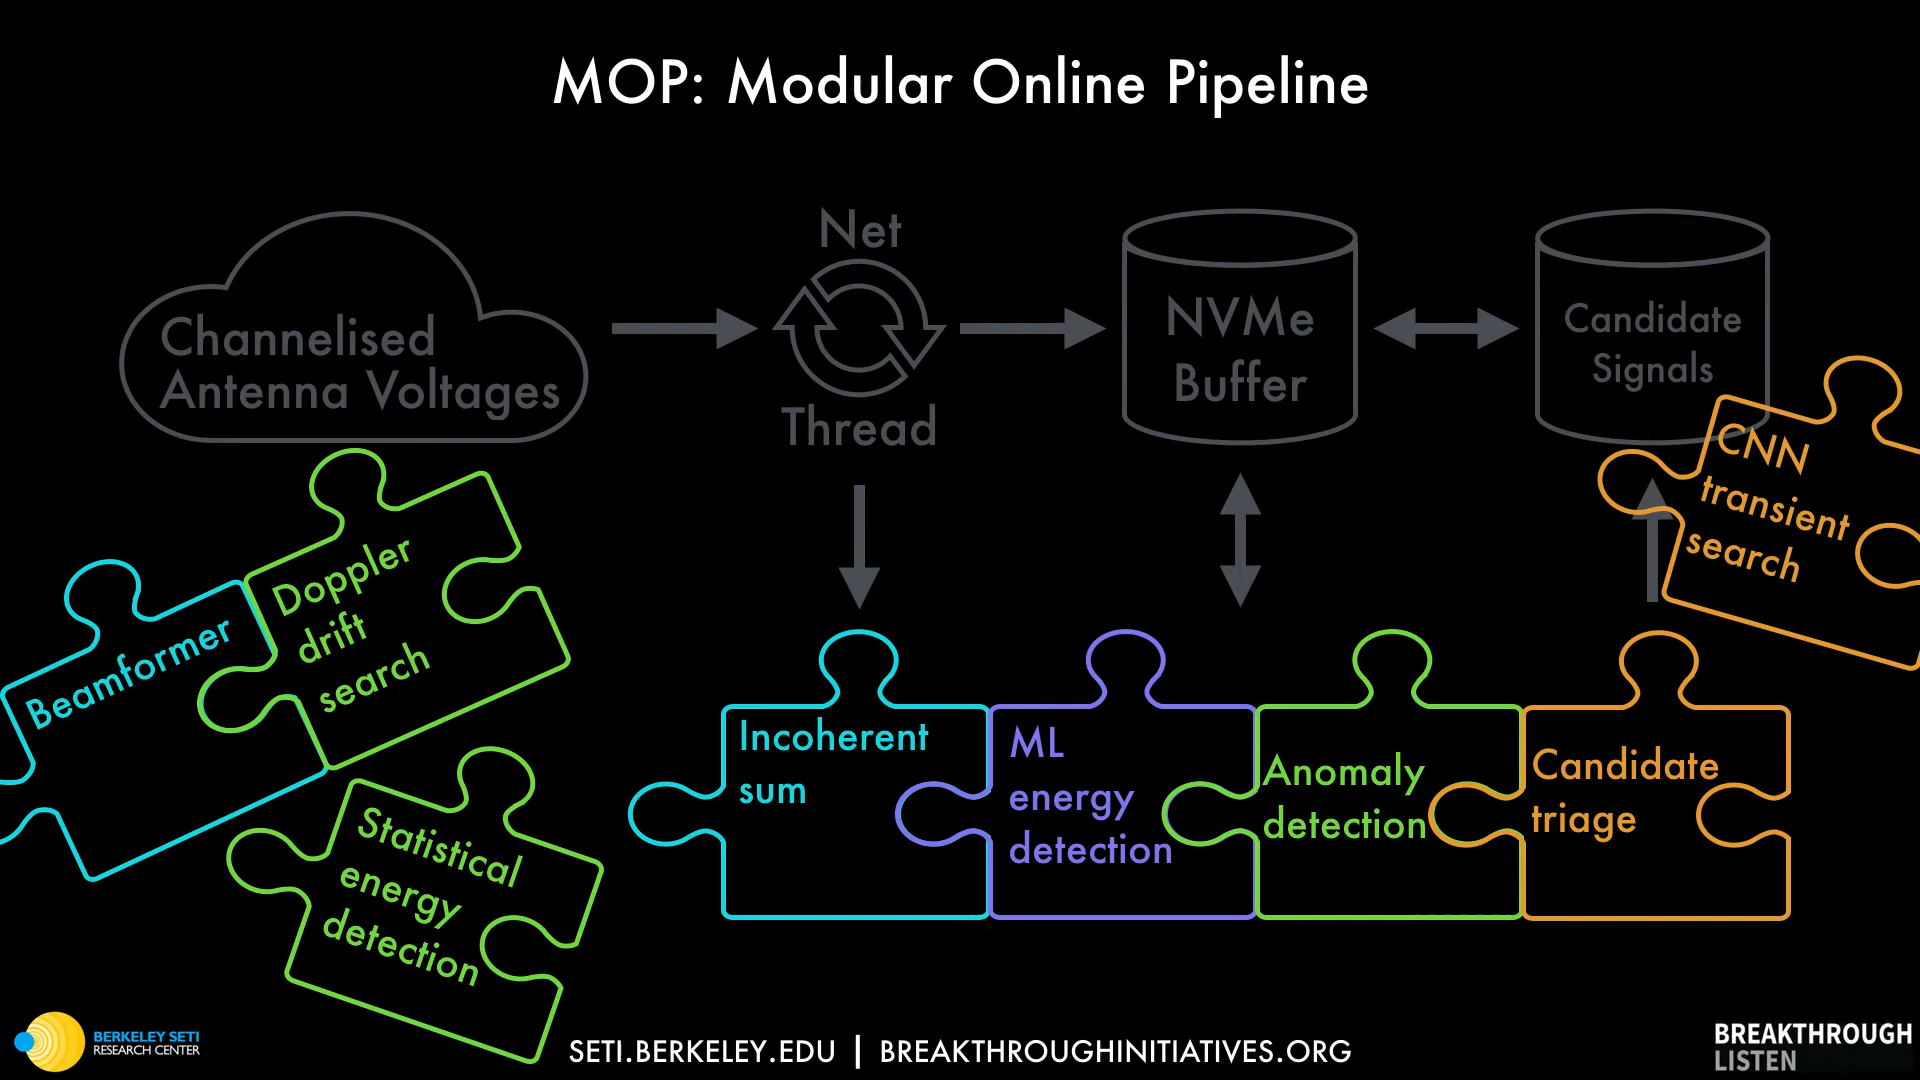 MOP: Modular Online Pipeline
Channelised
Antenna Voltages
Net
Thread
NVMe
Buffer
Candidate
Signals
CNN
transient
search
Beamformer
Doppler
drift
search
Statistical
energy
detection
Incoherent
sum
ML
energy
detection
Anomaly
detection
Candidate
triage
BERKELEY SETI
RESEARCH CENTER
SETI.BERKELEY.EDU | BREAKTHROUGHINITIATIVES.ORG
BREAKTHROUGH
LISTEN